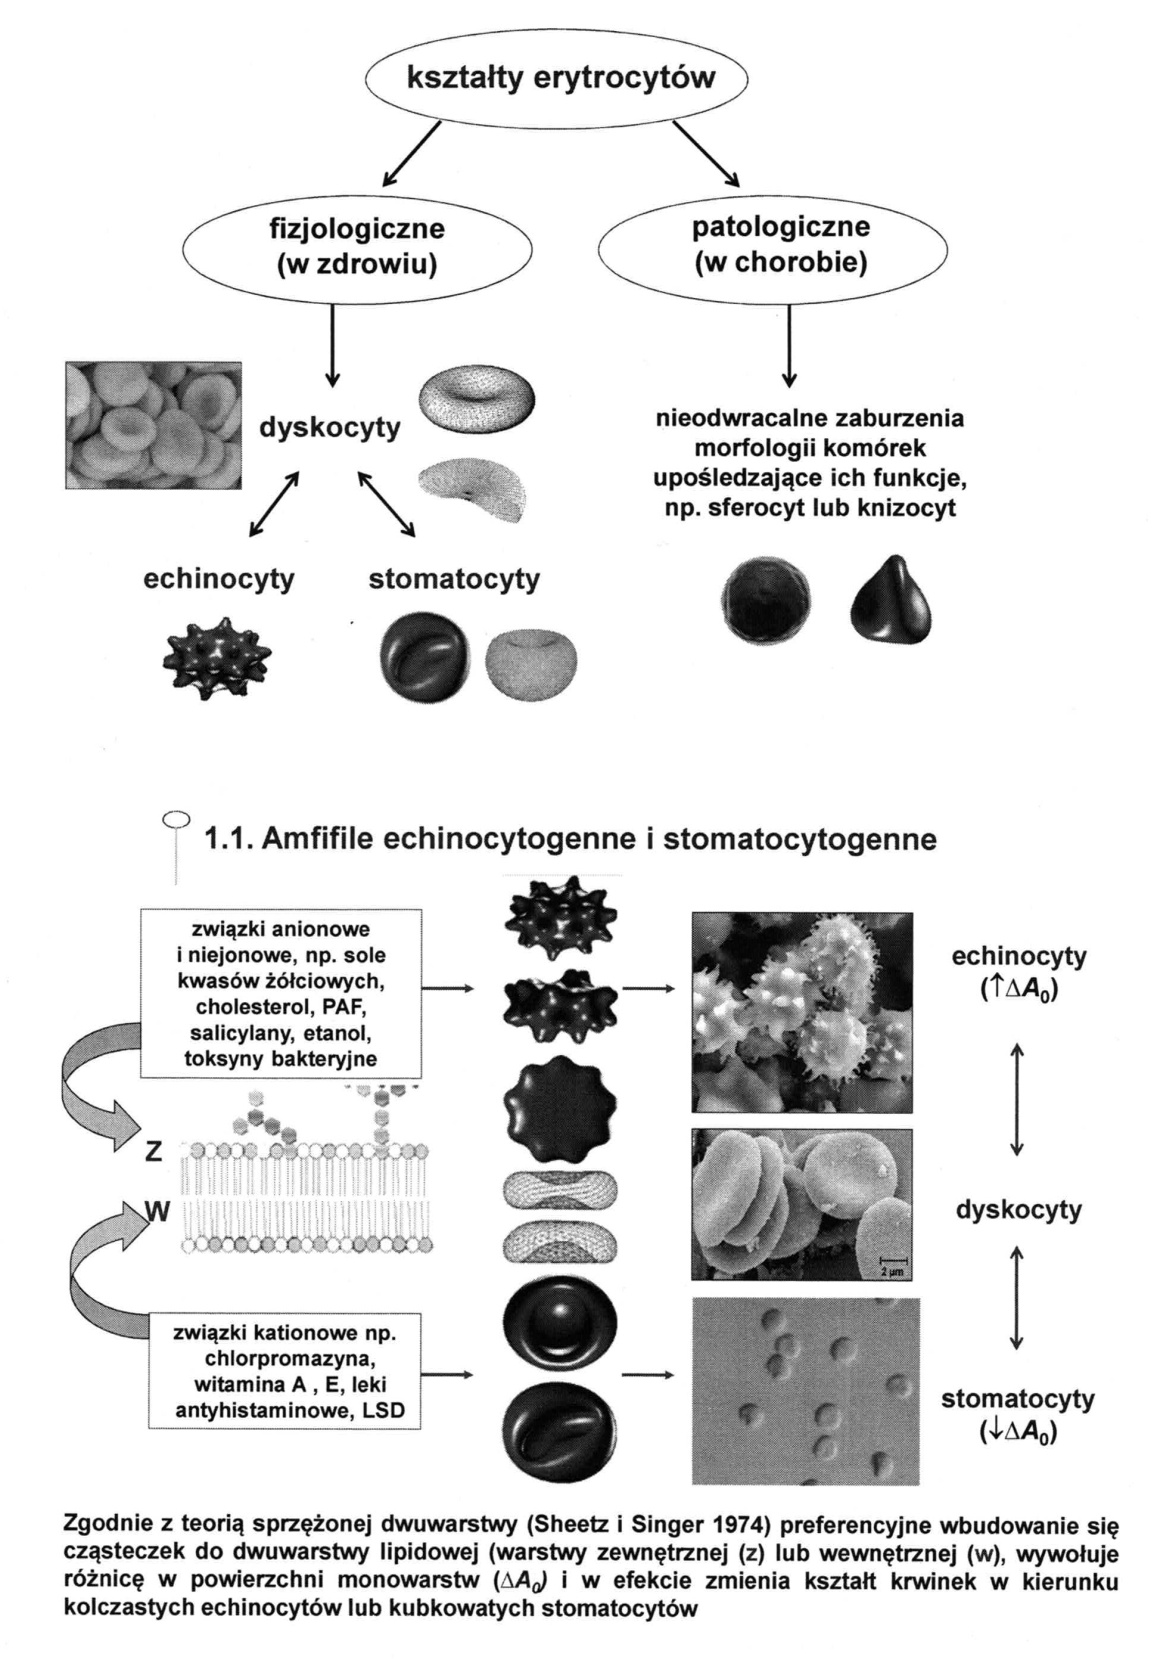 kształty erytrocytów
fizjologiczne
(w zdrowiu)
patologiczne
(w chorobie)
dyskocyty
nieodwracalne zaburzenia
morfologii komórek
upośledzające ich funkcje,
np. sferocyt lub knizocyt
echinocyty
stomatocyty
1.1. Amfifile echinocytogenne i stomatocytogenne
związki anionowe
i niejonowe, np. sole
kwasów żółciowych,
cholesterol, PAF,
salicylany, etanol,
toksyny bakteryjne
echinocyty
(↑ΔA₀)
Z
W
dyskocyty
2 µm
związki kationowe np.
chlorpromazyna,
witamina A , E, leki
antyhistaminowe, LSD
stomatocyty
(↓ΔA₀)
Zgodnie z teorią sprzężonej dwuwarstwy (Sheetz i Singer 1974) preferencyjne wbudowanie się
cząsteczek do dwuwarstwy lipidowej (warstwy zewnętrznej (z) lub wewnętrznej (w), wywołuje
różnicę w powierzchni monowarstw (ΔA₀) i w efekcie zmienia kształt krwinek w kierunku
kolczastych echinocytów lub kubkowatych stomatocytów